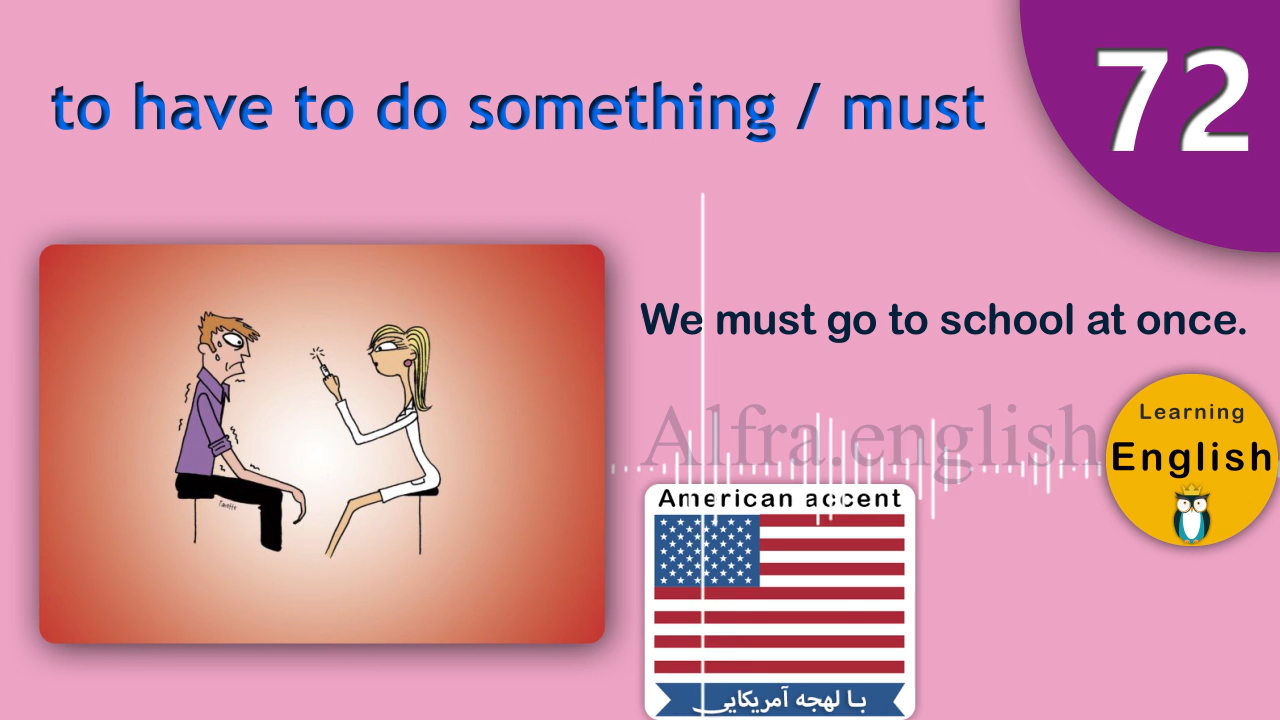 to have to do something / must
72
We must go to school at once.
Alfra.english
Learning
English
American accent
با لهجه آمریکایی